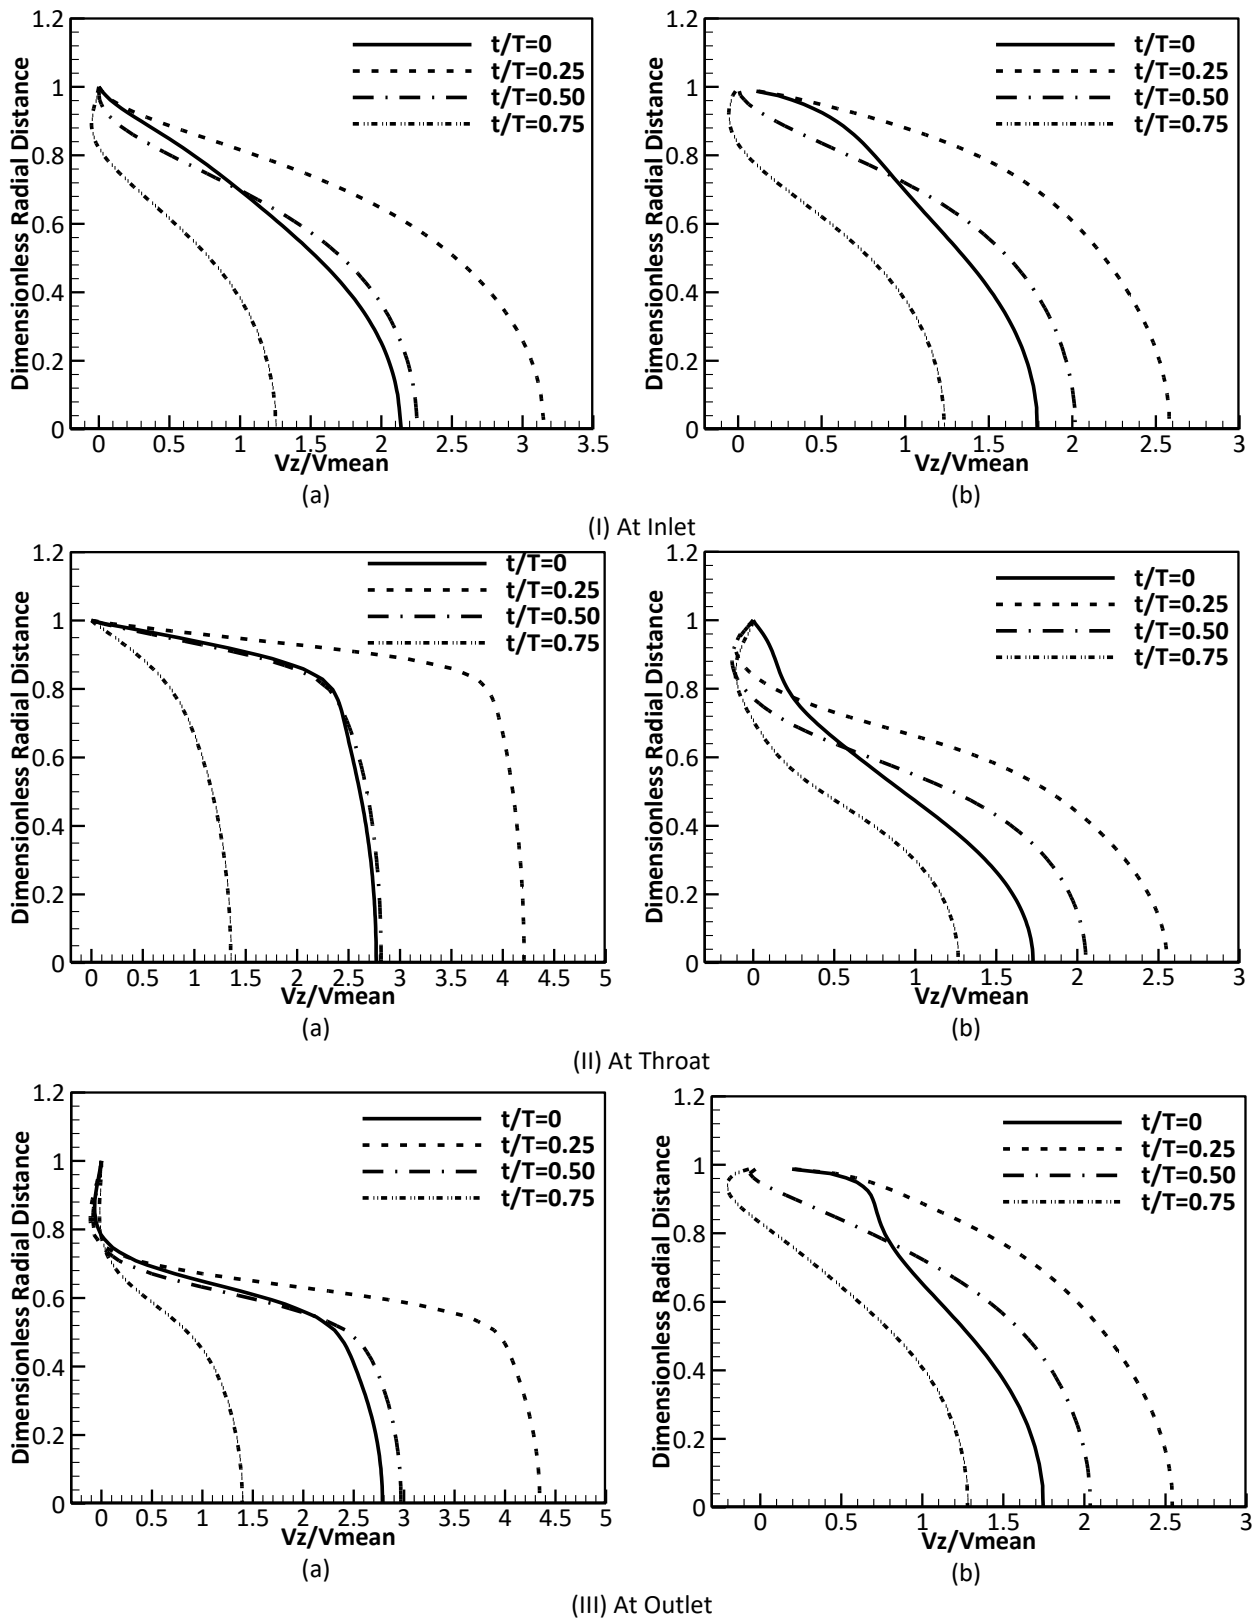 1.2
1
0.8
0.6
0.4
0.2
0
Dimensionless Radial Distance
t/T=0
t/T=0.25
t/T=0.50
t/T=0.75
0 0.5 1 1.5 2 2.5 3 3.5
Vz/Vmean
(a)
1.2
1
0.8
0.6
0.4
0.2
0
Dimensionless Radial Distance
t/T=0
t/T=0.25
t/T=0.50
t/T=0.75
0 0.5 1 1.5 2 2.5 3
Vz/Vmean
(b)
(I) At Inlet
1.2
1
0.8
0.6
0.4
0.2
0
Dimensionless Radial Distance
t/T=0
t/T=0.25
t/T=0.50
t/T=0.75
0 0.5 1 1.5 2 2.5 3 3.5 4 4.5 5
Vz/Vmean
(a)
1.2
1
0.8
0.6
0.4
0.2
0
Dimensionless Radial Distance
t/T=0
t/T=0.25
t/T=0.50
t/T=0.75
0 0.5 1 1.5 2 2.5 3
Vz/Vmean
(b)
(II) At Throat
1.2
1
0.8
0.6
0.4
0.2
0
Dimensionless Radial Distance
t/T=0
t/T=0.25
t/T=0.50
t/T=0.75
0 0.5 1 1.5 2 2.5 3 3.5 4 4.5 5
Vz/Vmean
(a)
1.2
1
0.8
0.6
0.4
0.2
0
Dimensionless Radial Distance
t/T=0
t/T=0.25
t/T=0.50
t/T=0.75
0 0.5 1 1.5 2 2.5 3
Vz/Vmean
(b)
(III) At Outlet